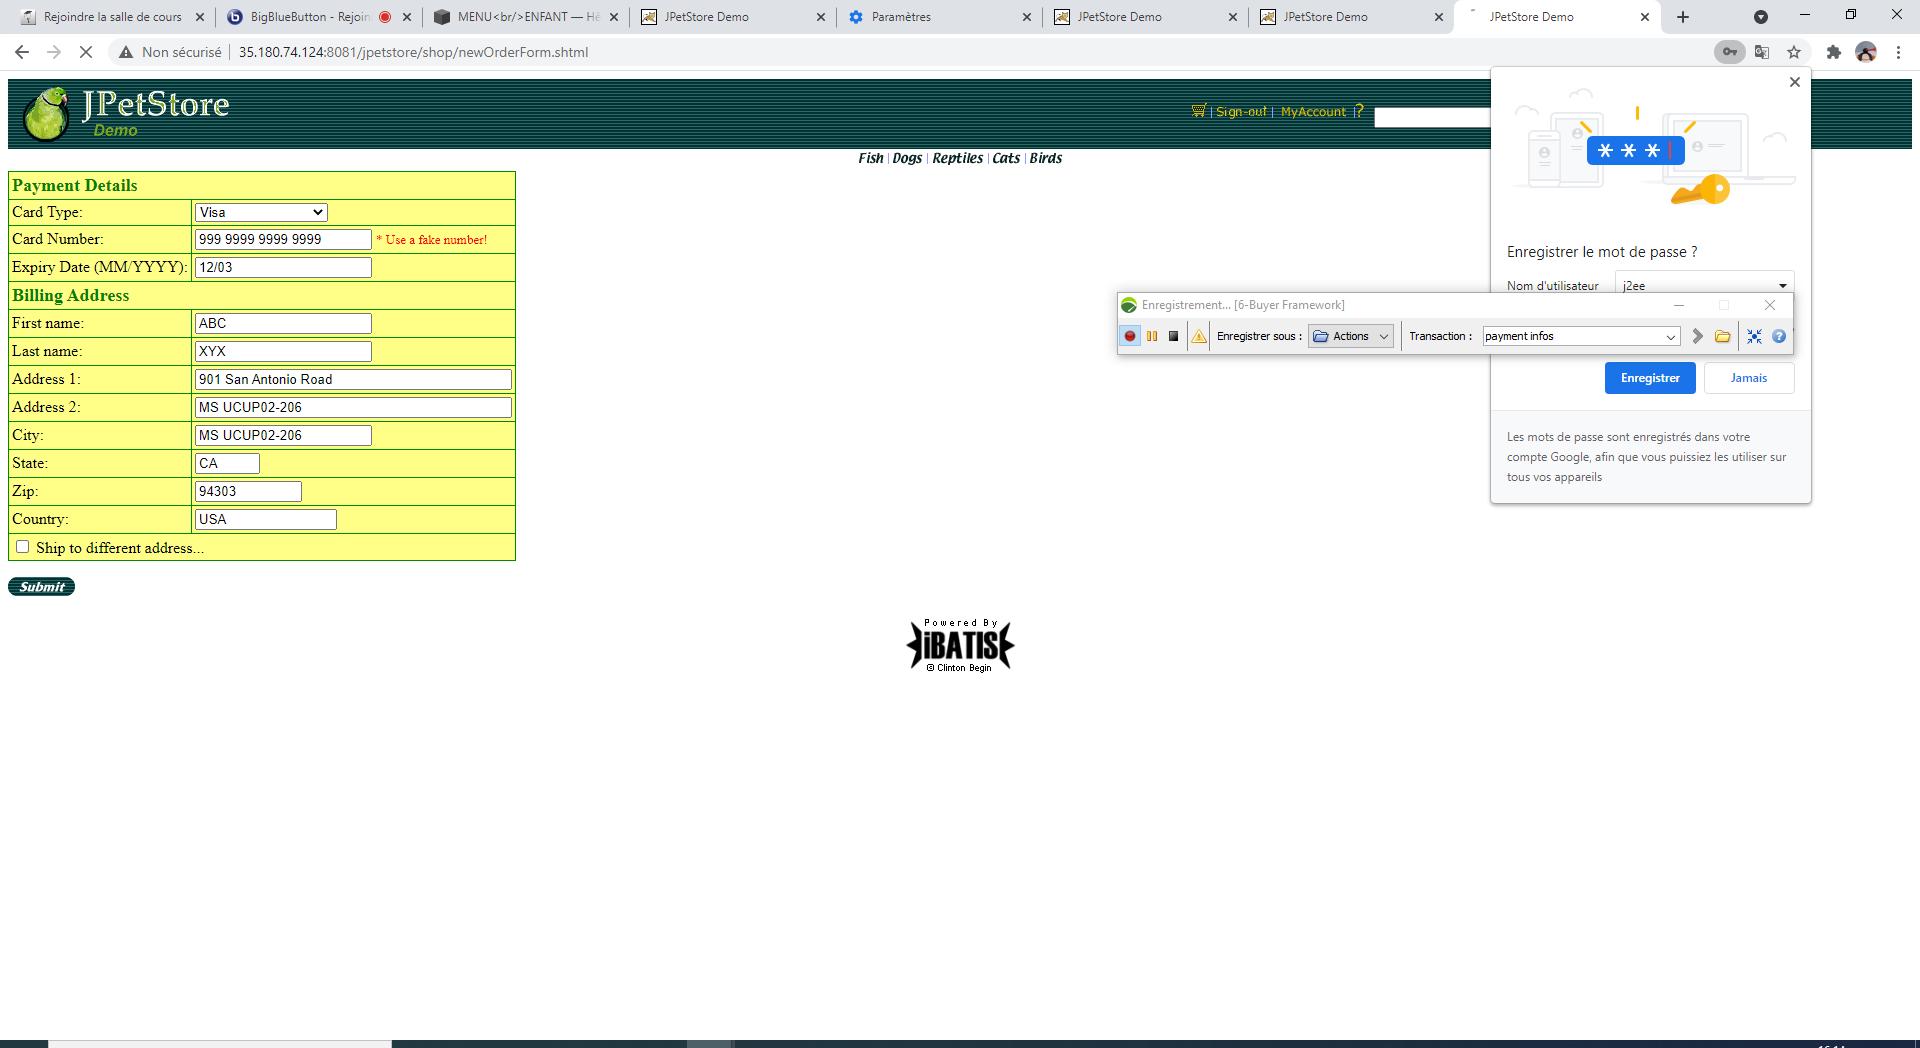 Rejoindre la salle de cours
BigBlueButton - Rejoin
MENU<br/>ENFANT — Hé
JPetStore Demo
Paramètres
JPetStore Demo
JPetStore Demo
JPetStore Demo
Non sécurisé
35.180.74.124:8081/jpetstore/shop/newOrderForm.shtml
JPetStore
Demo
| Sign-out | MyAccount | ?
Fish | Dogs | Reptiles | Cats | Birds
Payment Details
Card Type: Visa
Card Number: 999 9999 9999 9999 * Use a fake number!
Expiry Date (MM/YYYY): 12/03
Billing Address
First name: ABC
Last name: XYX
Address 1: 901 San Antonio Road
Address 2: MS UCUP02-206
City: MS UCUP02-206
State: CA
Zip: 94303
Country: USA
Ship to different address...
Submit
Powered By
iBATIS
© Clinton Begin
* * *
Enregistrer le mot de passe ?
Nom d'utilisateur j2ee
Enregistrement... [6-Buyer Framework]
Enregistrer sous : Actions Transaction : payment infos
Enregistrer Jamais
Les mots de passe sont enregistrés dans votre
compte Google, afin que vous puissiez les utiliser sur
tous vos appareils